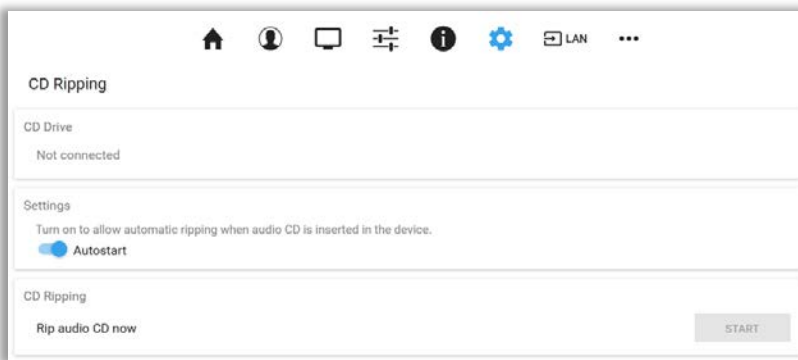 LAN
CD Ripping
CD Drive
Not connected
Settings
Turn on to allow automatic ripping when audio CD is inserted in the device.
Autostart
CD Ripping
Rip audio CD now
START